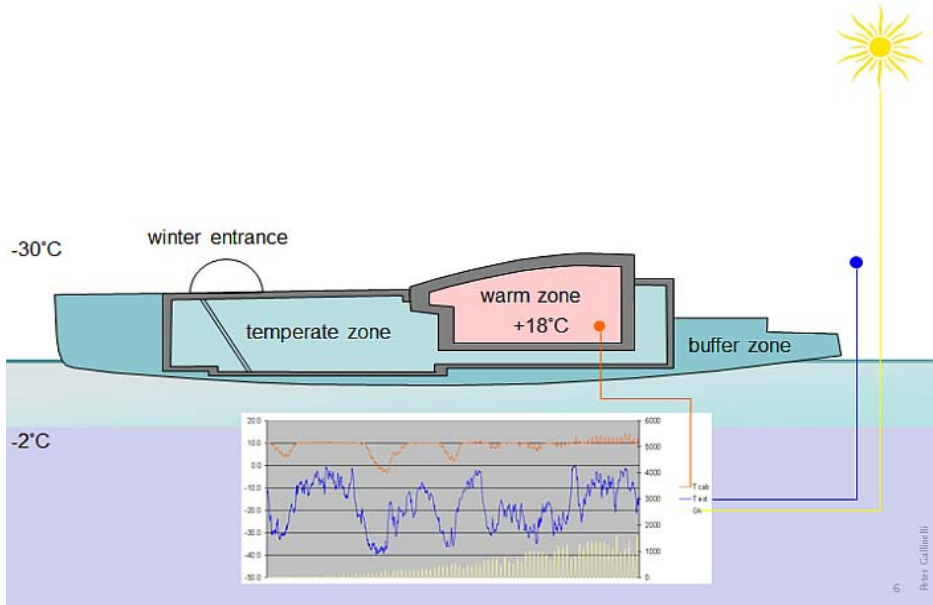 winter entrance
-30°C
warm zone
+18°C
temperate zone
buffer zone
-2°C
20.0
10.0
0.0
-10.0
-20.0
-30.0
-40.0
-50.0
6000
5000
4000
3000
2000
1000
0
T cab
T ext
Gh
6
Peter Gallinelli